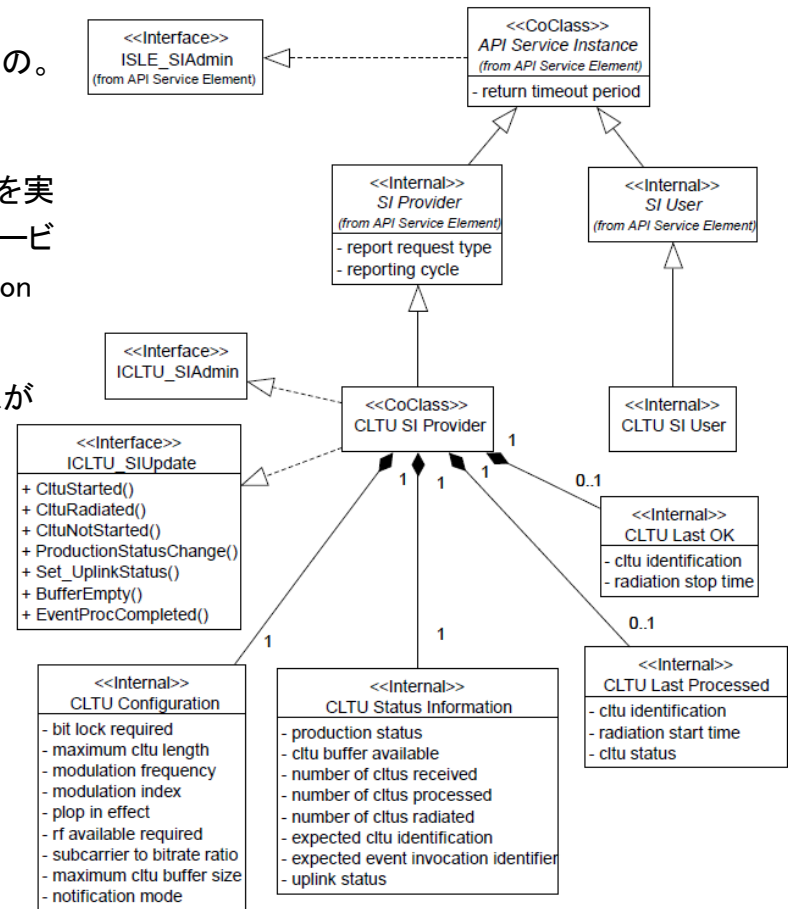 の。
を実
ービ
on
が
<<Interface>>
ISLE_SIAdmin
(from API Service Element)
<<CoClass>>
API Service Instance
(from API Service Element)
- return timeout period
<<Internal>>
SI Provider
(from API Service Element)
- report request type
- reporting cycle
<<Internal>>
SI User
(from API Service Element)
<<Interface>>
ICLTU_SIAdmin
<<CoClass>>
CLTU SI Provider
<<Internal>>
CLTU SI User
<<Interface>>
ICLTU_SIUpdate
+ CltuStarted()
+ CltuRadiated()
+ CltuNotStarted()
+ ProductionStatusChange()
+ Set_UplinkStatus()
+ BufferEmpty()
+ EventProcCompleted()
1
1
1
1
0..1
<<Internal>>
CLTU Last OK
- cltu identification
- radiation stop time
1
1
0..1
<<Internal>>
CLTU Configuration
- bit lock required
- maximum cltu length
- modulation frequency
- modulation index
- plop in effect
- rf available required
- subcarrier to bitrate ratio
- maximum cltu buffer size
- notification mode
<<Internal>>
CLTU Status Information
- production status
- cltu buffer available
- number of cltus received
- number of cltus processed
- number of cltus radiated
- expected cltu identification
- expected event invocation identifier
- uplink status
<<Internal>>
CLTU Last Processed
- cltu identification
- radiation start time
- cltu status